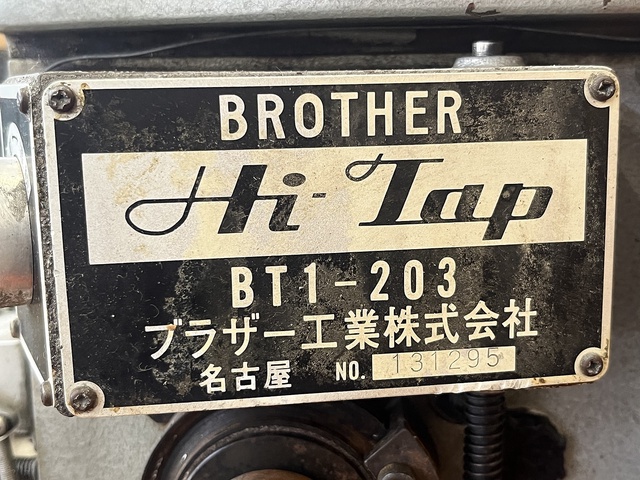 BROTHER
Hi-Tap
BT1-203
ブラザー工業株式会社
名古屋 NO. 131295